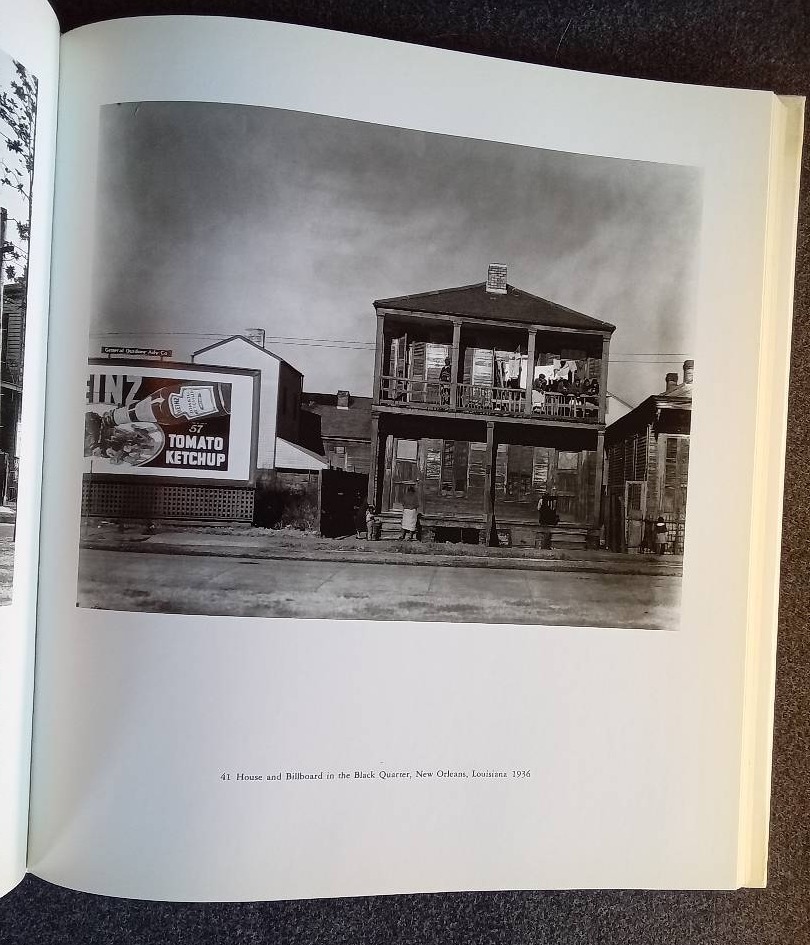 General Outdoor Adv. Co.
EINZ
HEINZ
57
TOMATO
KETCHUP
41 House and Billboard in the Black Quarter, New Orleans, Louisiana 1936